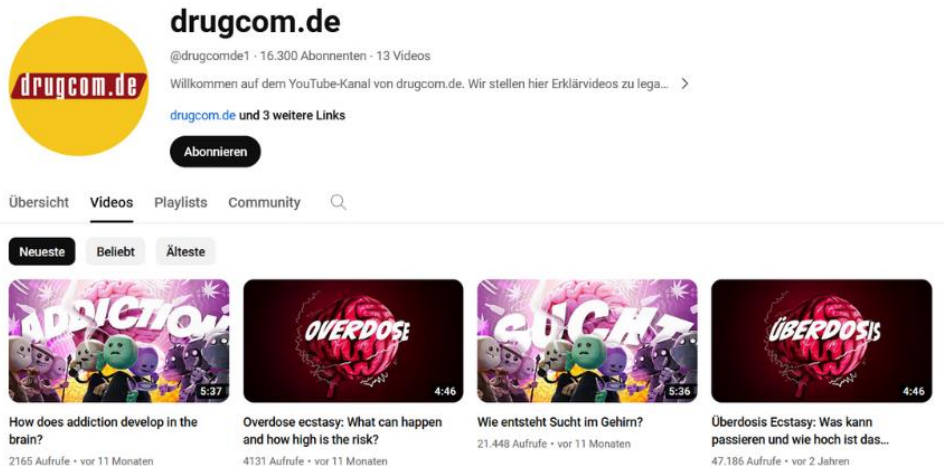 drugcom.de
drugcom.de
@drugcomde1 · 16.300 Abonnenten · 13 Videos
Willkommen auf dem YouTube-Kanal von drugcom.de. Wir stellen hier Erklärvideos zu lega...
drugcom.de und 3 weitere Links
Abonnieren
Übersicht Videos Playlists Community
Neueste Beliebt Älteste
ADDICTION
5:37
OVERDOSE
4:46
SUCHT
5:36
ÜBERDOSIS
4:46
How does addiction develop in the
brain?
2165 Aufrufe • vor 11 Monaten
Overdose ecstasy: What can happen
and how high is the risk?
4131 Aufrufe • vor 11 Monaten
Wie entsteht Sucht im Gehirn?
21.448 Aufrufe • vor 11 Monaten
Überdosis Ecstasy: Was kann
passieren und wie hoch ist das...
47.186 Aufrufe • vor 2 Jahren